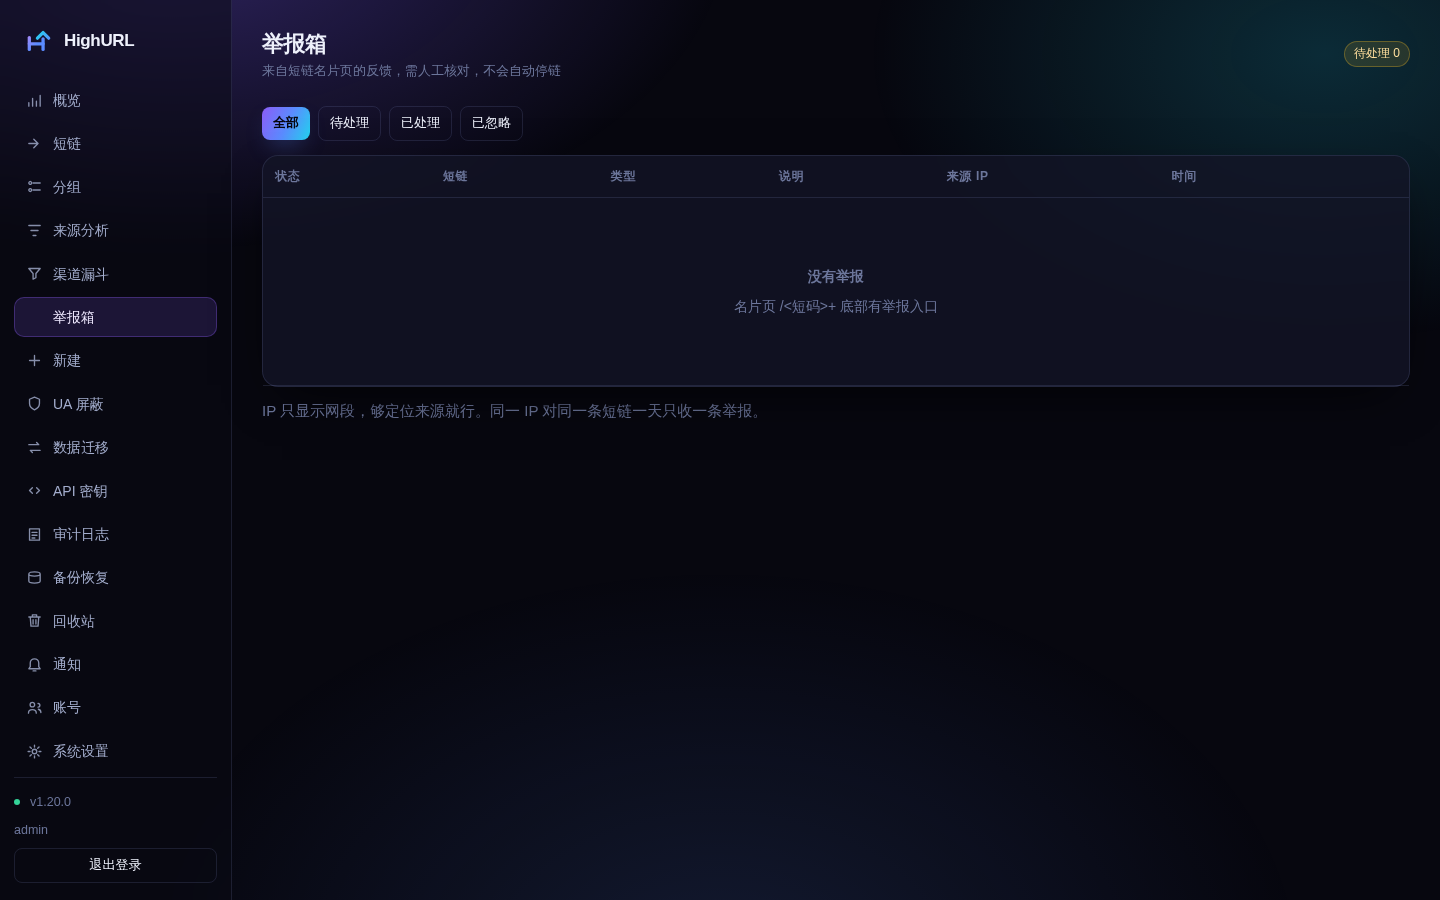 HighURL
概览
短链
分组
来源分析
渠道漏斗
举报箱
新建
UA 屏蔽
数据迁移
API 密钥
审计日志
备份恢复
回收站
通知
账号
系统设置
v1.20.0
admin
退出登录
举报箱
来自短链名片页的反馈，需人工核对，不会自动停链
待处理 0
全部 待处理 已处理 已忽略
状态 短链 类型 说明 来源 IP 时间
没有举报
名片页 /<短码>+ 底部有举报入口
IP 只显示网段，够定位来源就行。同一 IP 对同一条短链一天只收一条举报。